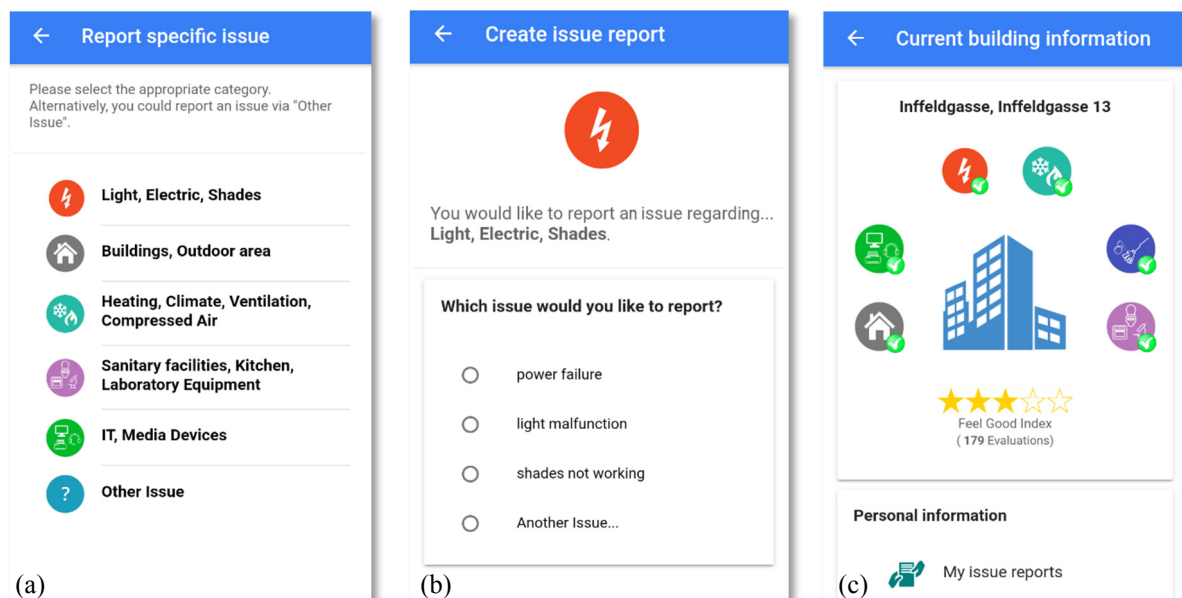 Report specific issue
Please select the appropriate category.
Alternatively, you could report an issue via "Other
Issue".
Light, Electric, Shades
Buildings, Outdoor area
Heating, Climate, Ventilation,
Compressed Air
Sanitary facilities, Kitchen,
Laboratory Equipment
IT, Media Devices
?
Other Issue
(a)
Create issue report
You would like to report an issue regarding...
Light, Electric, Shades.
Which issue would you like to report?
power failure
light malfunction
shades not working
Another Issue...
(b)
Current building information
Inffeldgasse, Inffeldgasse 13
Feel Good Index
( 179 Evaluations)
Personal information
My issue reports
(c)